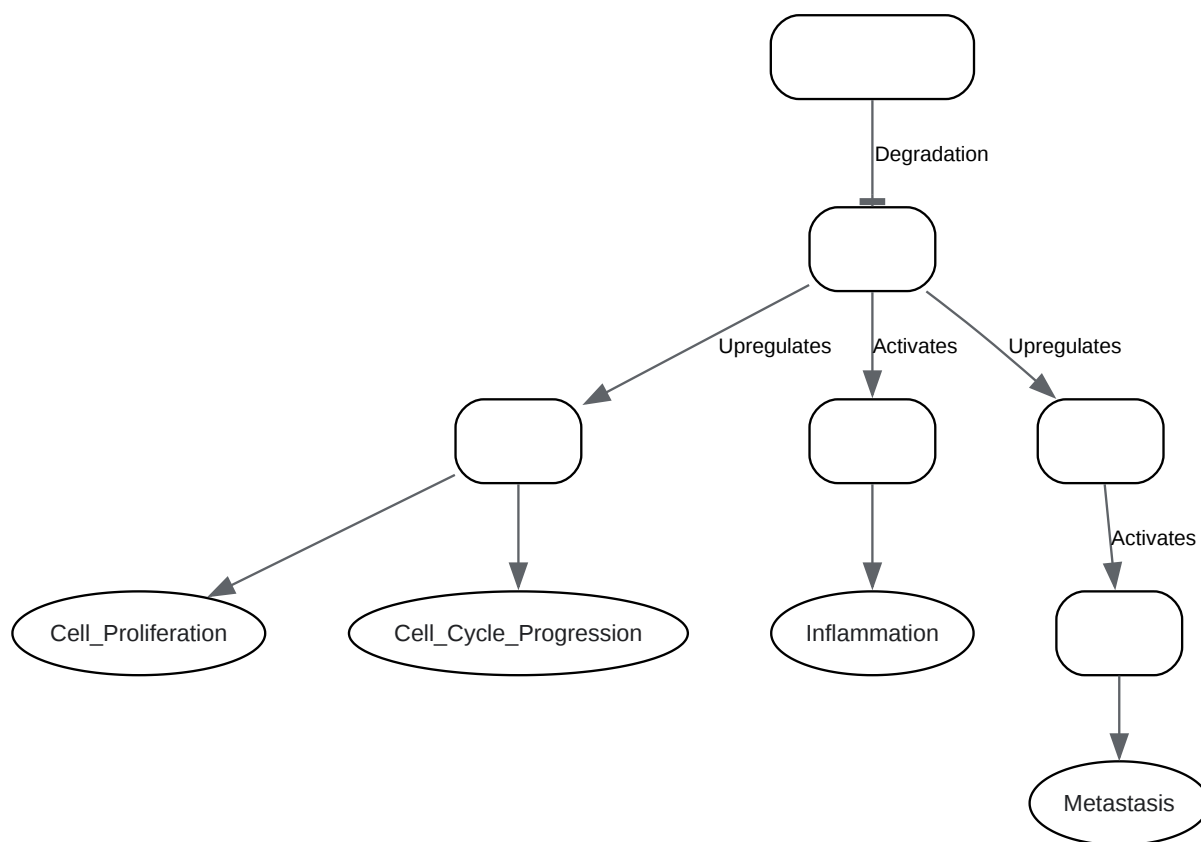 Degradation
Upregulates
Activates
Upregulates
Activates
Cell_Proliferation
Cell_Cycle_Progression
Inflammation
Metastasis